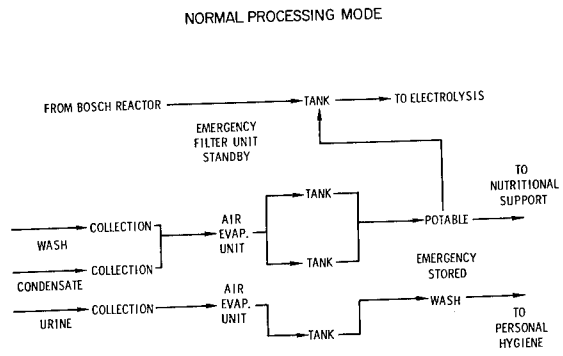 NORMAL PROCESSING MODE
FROM BOSCH REACTOR
TANK
TO ELECTROLYSIS
EMERGENCY
FILTER UNIT
STANDBY
TO
NUTRITIONAL
SUPPORT
TANK
COLLECTION
AIR
EVAP.
UNIT
POTABLE
WASH
TANK
COLLECTION
CONDENSATE
EMERGENCY
STORED
COLLECTION
AIR
EVAP.
UNIT
WASH
URINE
TANK
TO
PERSONAL
HYGIENE